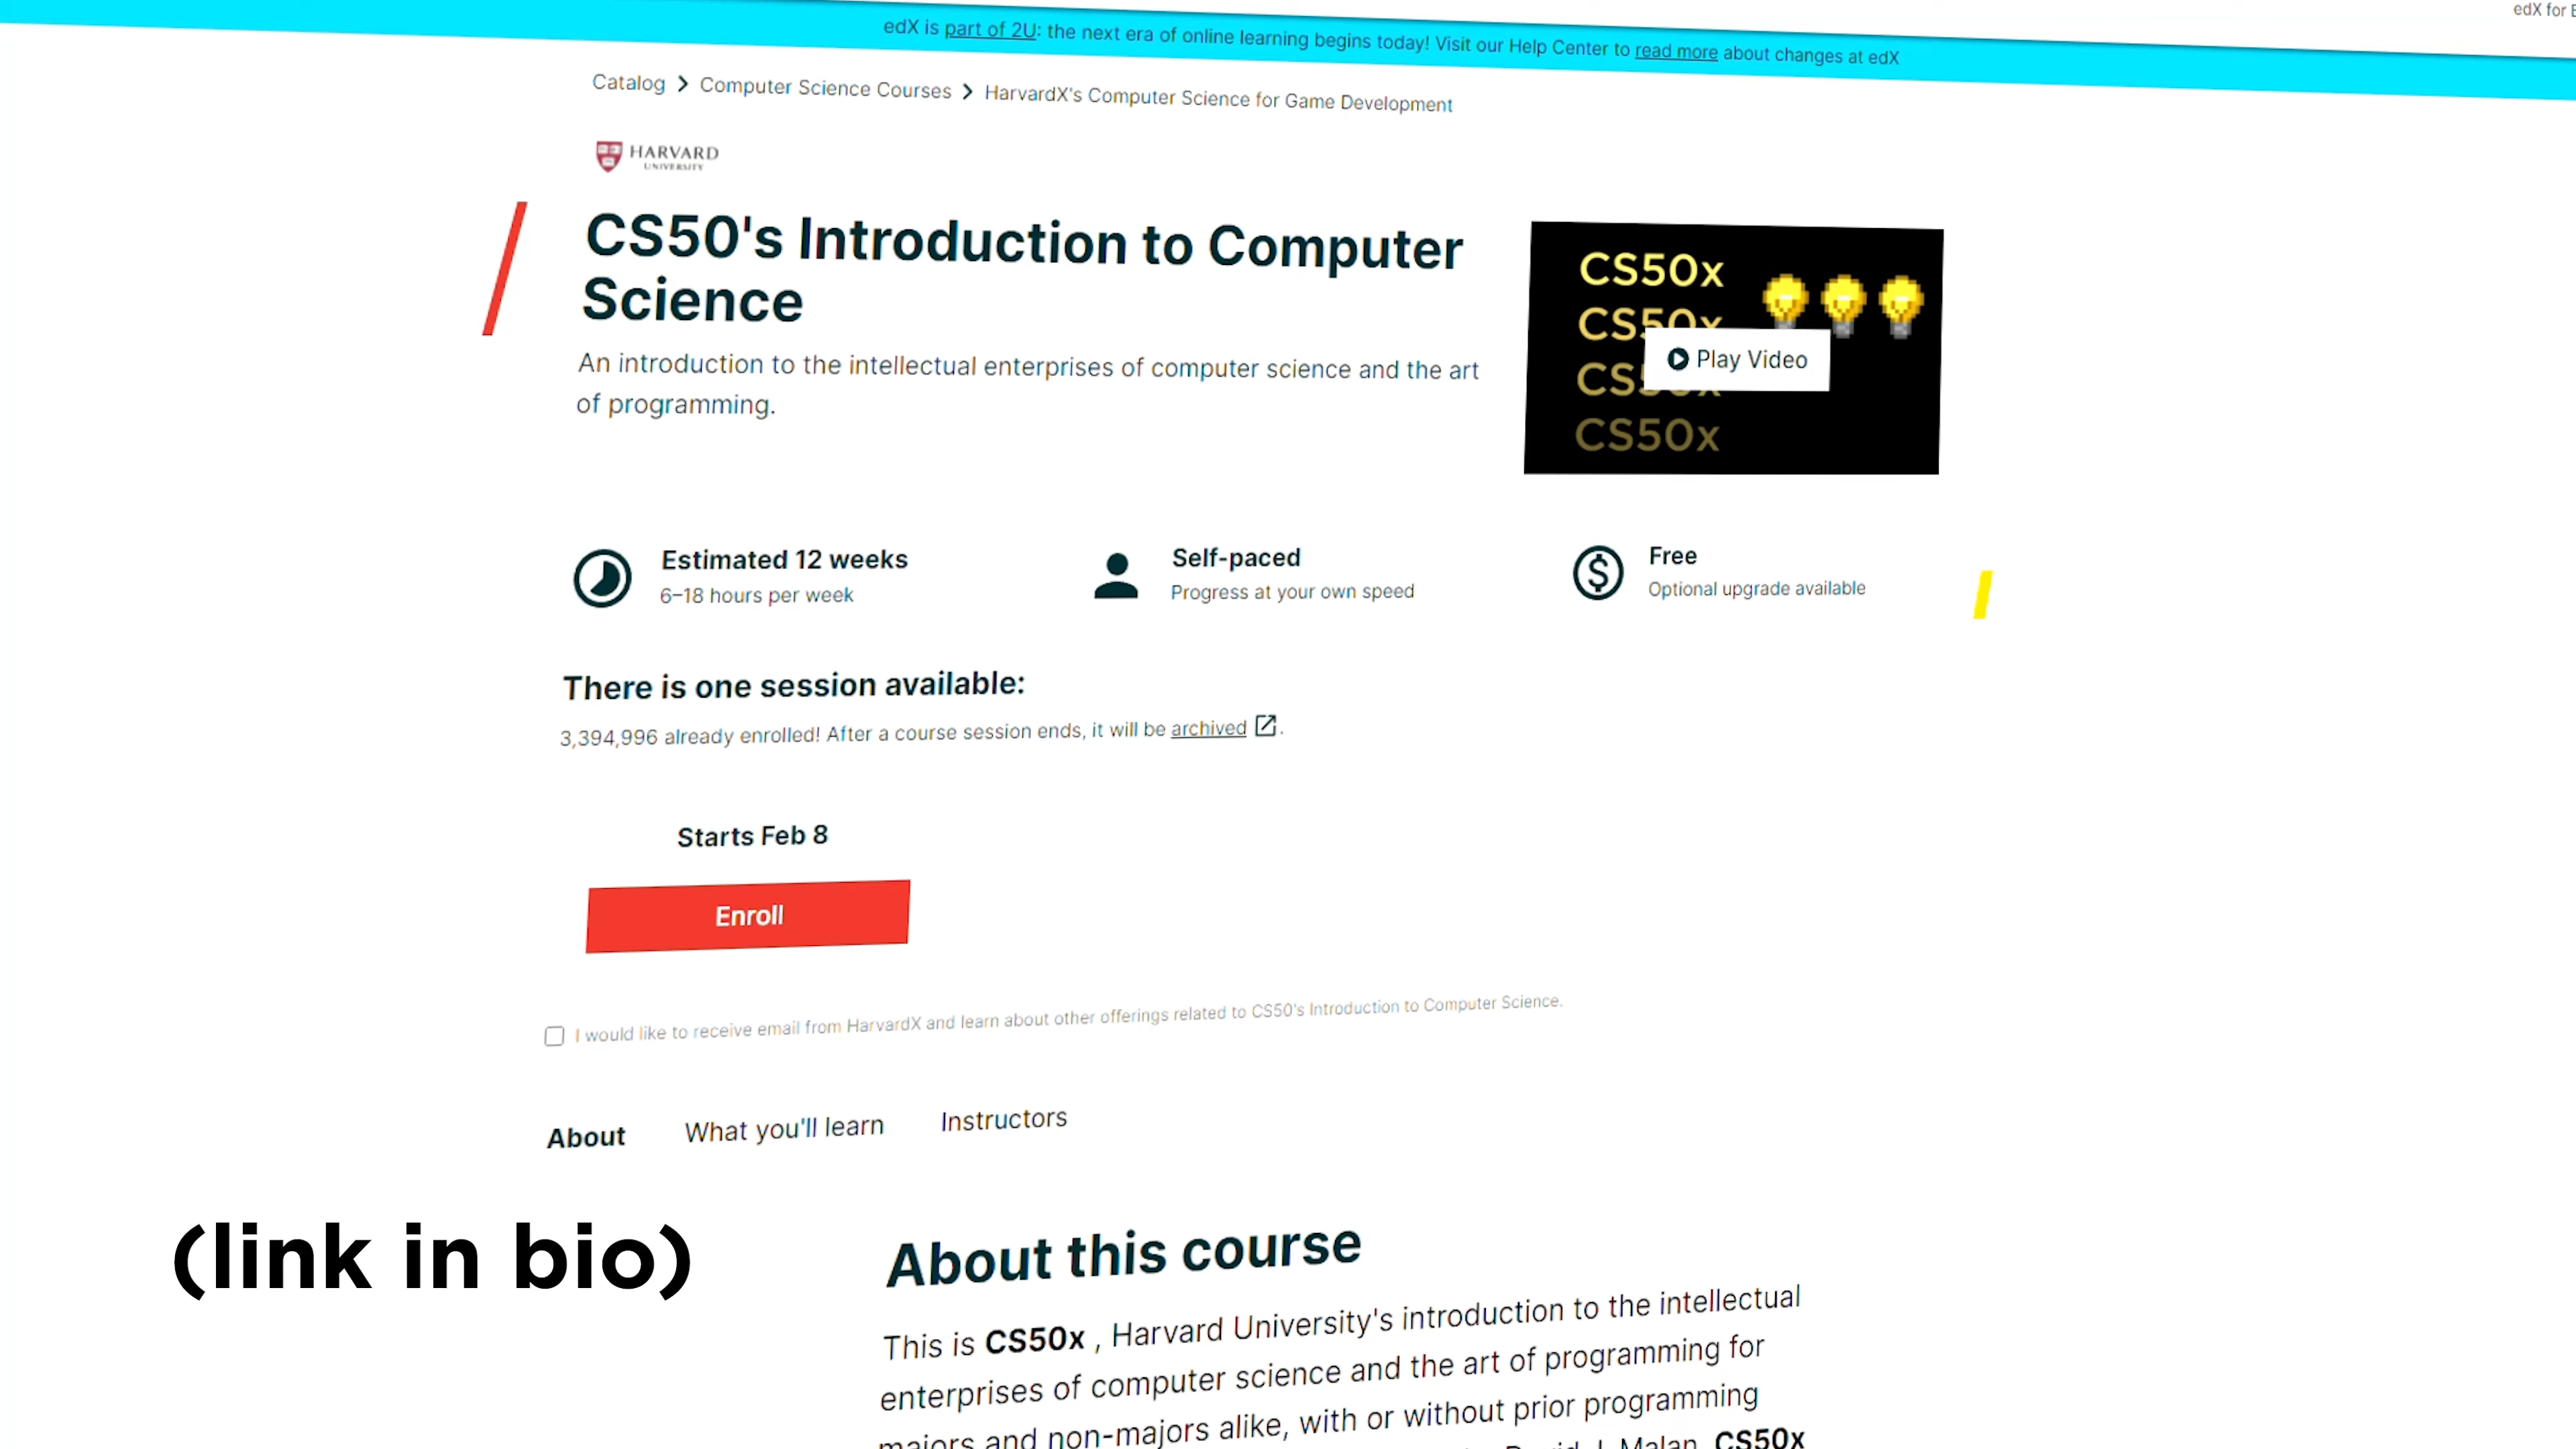 edX for
edX is part of 2U: the next era of online learning begins today! Visit our Help Center to read more about changes at edX
Catalog > Computer Science Courses > HarvardX's Computer Science for Game Development
HARVARD
UNIVERSITY
CS50's Introduction to Computer
Science
An introduction to the intellectual enterprises of computer science and the art
of programming.
CS50x
CS50x
Play Video
CS50x
CS50x
Estimated 12 weeks
6–18 hours per week
Self-paced
Progress at your own speed
Free
Optional upgrade available
There is one session available:
3,394,996 already enrolled! After a course session ends, it will be archived.
Starts Feb 8
Enroll
I would like to receive email from HarvardX and learn about other offerings related to CS50's Introduction to Computer Science.
About What you'll learn Instructors
(link in bio)
About this course
This is CS50x , Harvard University's introduction to the intellectual
enterprises of computer science and the art of programming for
majors and non-majors alike, with or without prior programming
David J. Malan, CS50x